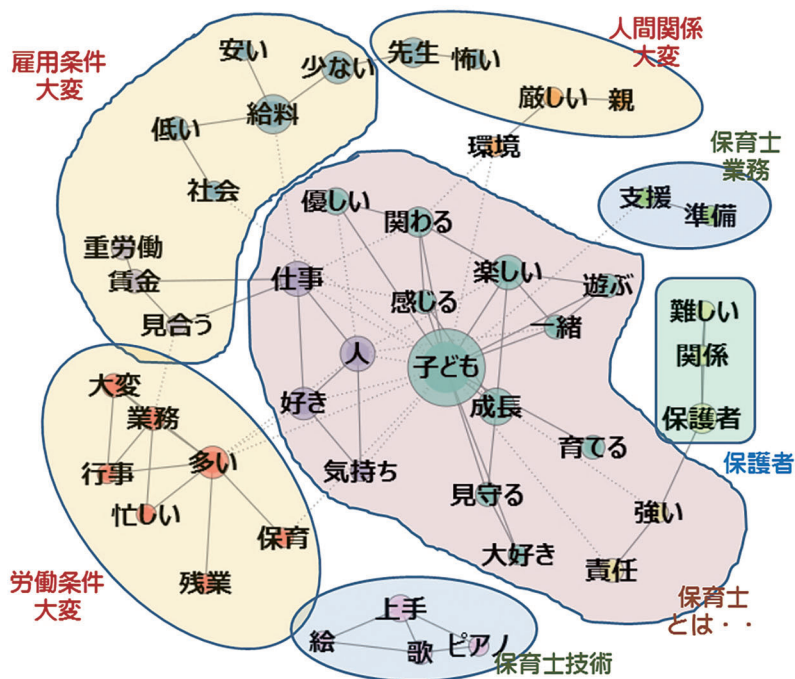 雇用条件
大変
安い
少ない
給料
低い
社会
重労働
賃金
見合う
先生
怖い
厳しい
親
人間関係
大変
環境
保育士
業務
支援
準備
優しい
関わる
楽しい
遊ぶ
仕事
感じる
一緒
人
子ども
好き
成長
気持ち
育てる
見守る
強い
大好き
責任
保育士
とは・・
難しい
関係
保護者
保護者
大変
業務
多い
行事
忙しい
保育
残業
労働条件
大変
上手
絵
歌
ピアノ
保育士技術